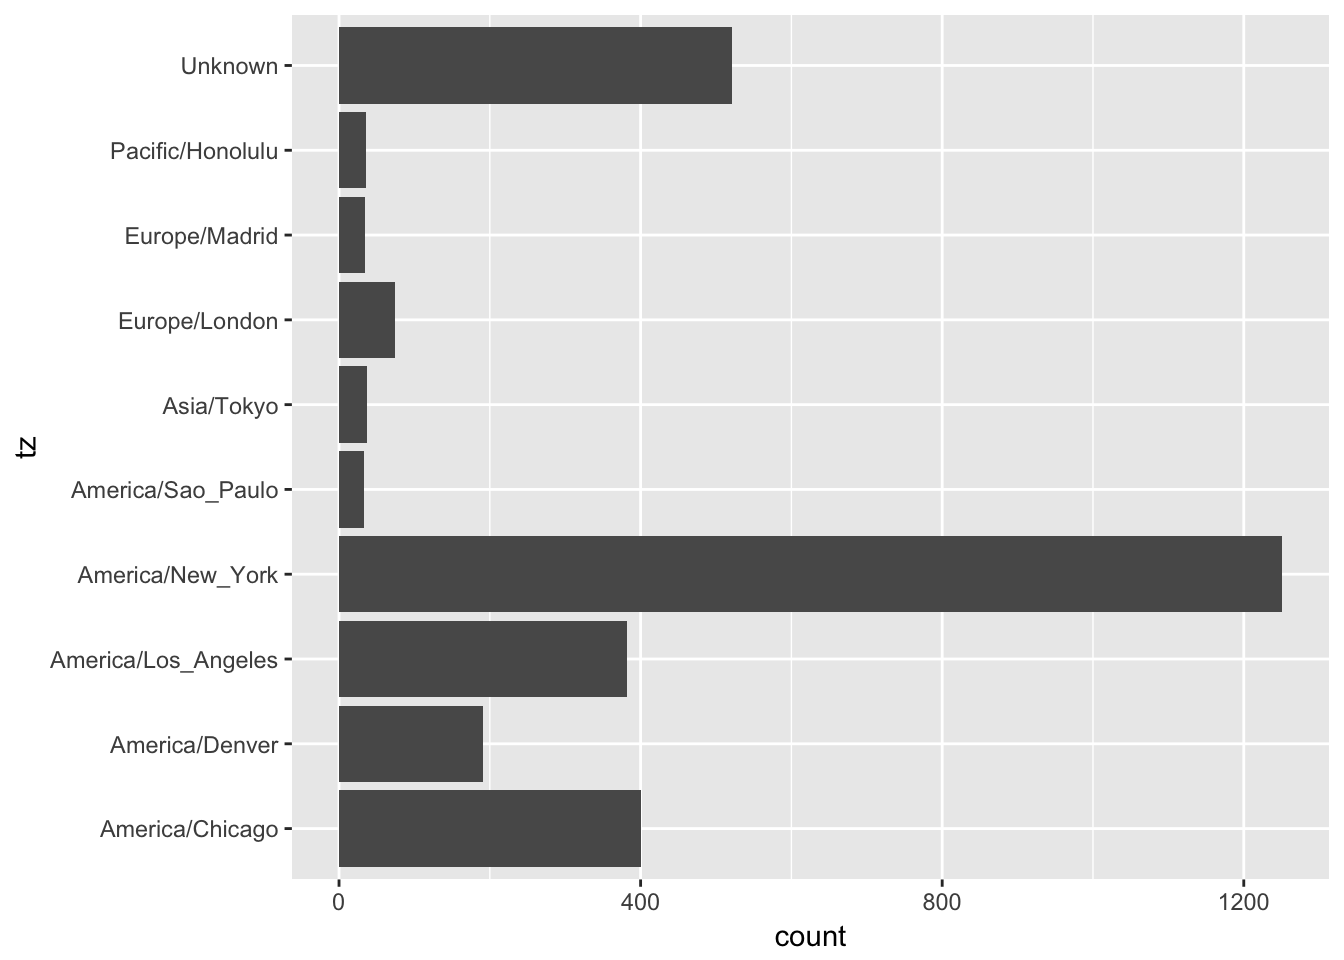 Unknown
Pacific/Honolulu
Europe/Madrid
Europe/London
Asia/Tokyo
America/Sao_Paulo
America/New_York
America/Los_Angeles
America/Denver
America/Chicago
tz
0 400 800 1200
count